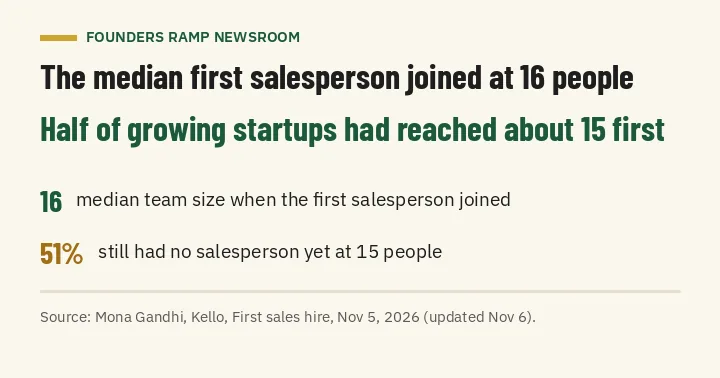 FOUNDERS RAMP NEWSROOM
The median first salesperson joined at 16 people
Half of growing startups had reached about 15 first
16 median team size when the first salesperson joined
51% still had no salesperson yet at 15 people
Source: Mona Gandhi, Kello, First sales hire, Nov 5, 2026 (updated Nov 6).